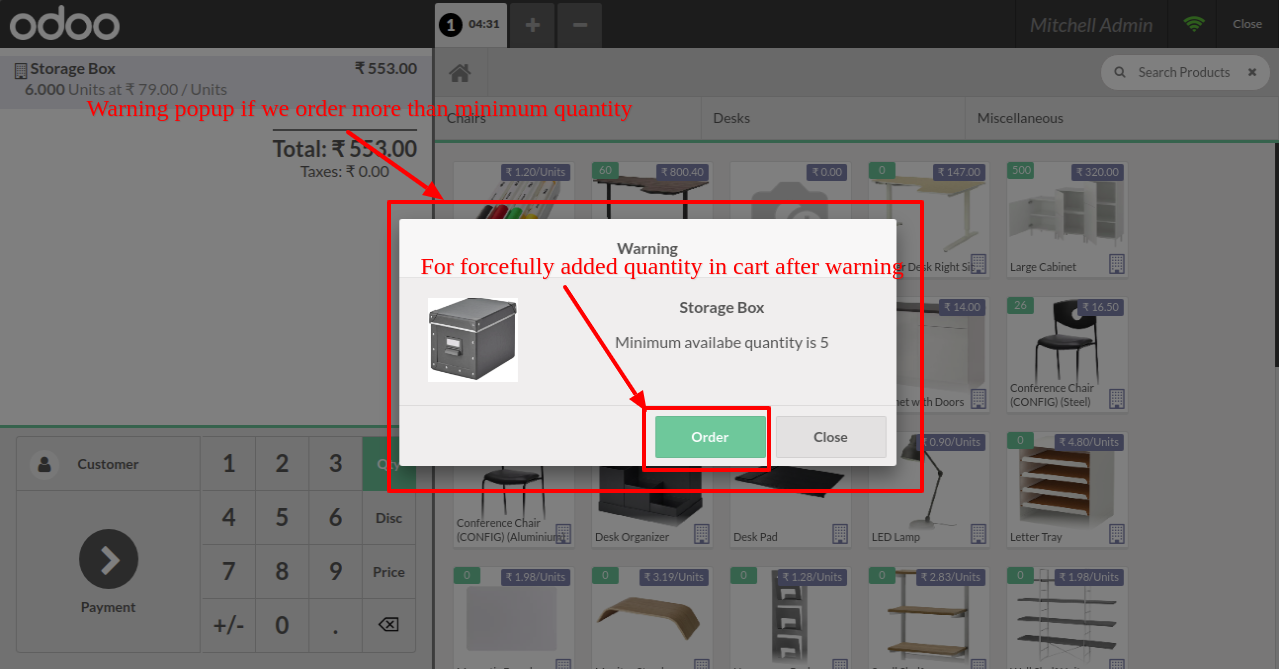 odoo
1 04:31
Mitchell Admin
Close
Storage Box ₹ 553.00
6.000 Units at ₹ 79.00 / Units
Warning popup if we order more than minimum quantity
Total: ₹ 553.00
Taxes: ₹ 0.00
Search Products
Chairs
Desks
Miscellaneous
₹ 1.20/Units
60 ₹ 800.40
₹ 0.00
0 ₹ 147.00
500 ₹ 320.00
Desk Right
Large Cabinet
Warning
For forcefully added quantity in cart after warning
Storage Box
Minimum availabe quantity is 5
Order
Close
₹ 14.00
26 ₹ 16.50
with Doors
Conference Chair
(CONFIG) (Steel)
₹ 0.90/Units
0 ₹ 4.80/Units
Conference Chair
(CONFIG) (Aluminium)
Desk Organizer
Desk Pad
LED Lamp
Letter Tray
0 ₹ 1.98/Units
0 ₹ 3.19/Units
0 ₹ 1.28/Units
0 ₹ 2.83/Units
0 ₹ 1.98/Units
Customer
Payment
1 2 3 Qty
4 5 6 Disc
7 8 9 Price
+/- 0 .